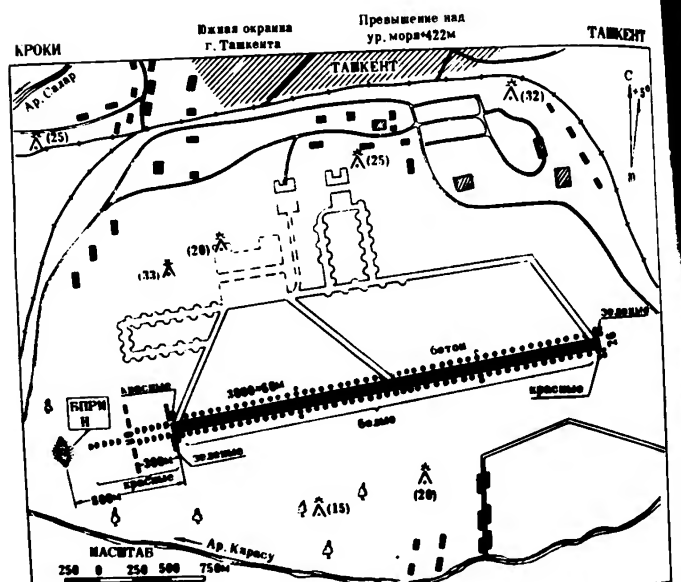 КРОКИ
Южная окраина
г. Ташкента
Превышение над
ур. моря+422м
ТАШКЕНТ
Ар. Салар
ТАШКЕНТ
(32)
С
+5°
(25)
(25)
(20)
(33)
зеленые
26
бетон
красные
3000×60м
красные
БПРМ
Н
белые
зеленые
300м
красные
800м
(15)
(20)
Ар. Карасу
МАСШТАБ
250 0 250 500 750м